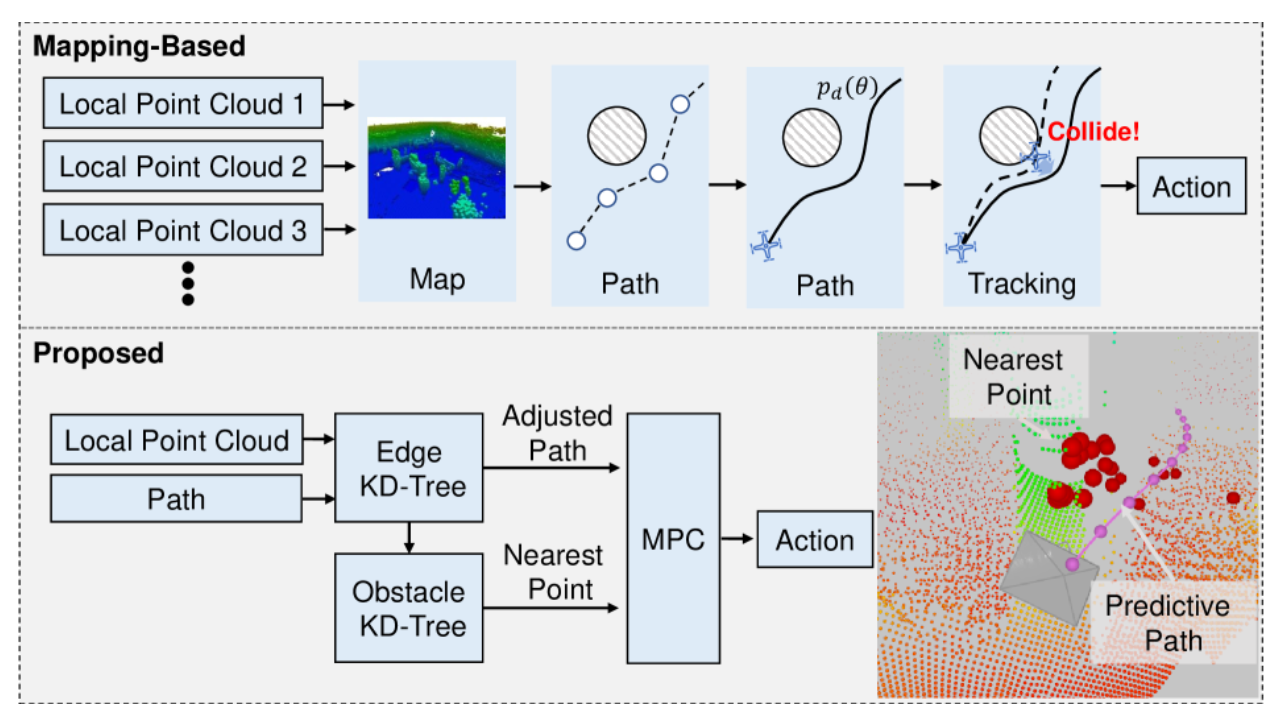 Mapping-Based
Local Point Cloud 1
Local Point Cloud 2
Local Point Cloud 3
Map
Path
p_d(θ)
Path
Collide!
Tracking
Action
Proposed
Local Point Cloud
Path
Edge
KD-Tree
Obstacle
KD-Tree
Adjusted
Path
Nearest
Point
MPC
Action
Nearest
Point
Predictive
Path